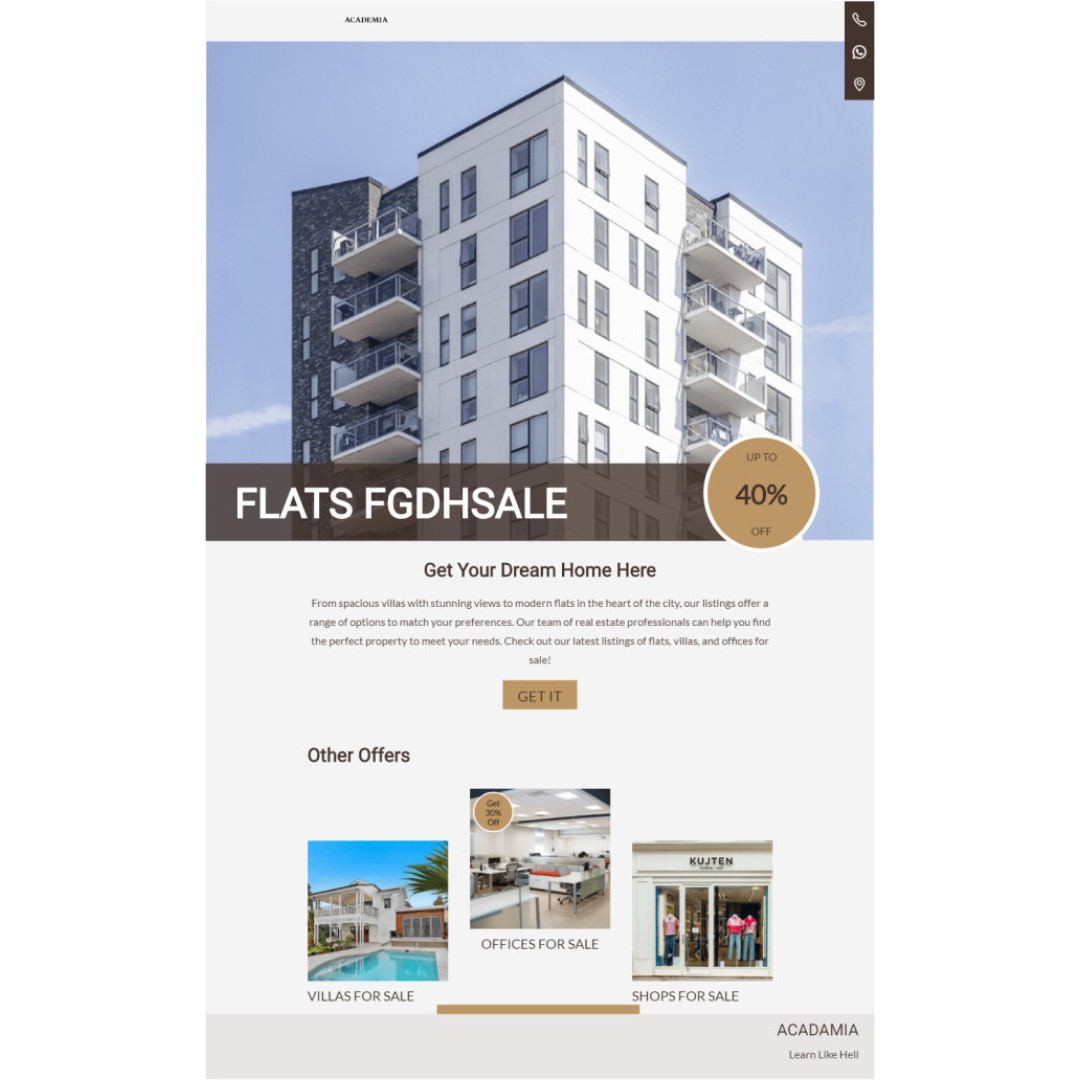 ACADEMIA
FLATS FGDHSALE
UP TO
40%
OFF
Get Your Dream Home Here
From spacious villas with stunning views to modern flats in the heart of the city, our listings offer a
range of options to match your preferences. Our team of real estate professionals can help you find
the perfect property to meet your needs. Check out our latest listings of flats, villas, and offices for
sale!
GET IT
Other Offers
Get
30%
Off
KUJTEN
VILLAS FOR SALE
OFFICES FOR SALE
SHOPS FOR SALE
ACADAMIA
Learn Like Hell